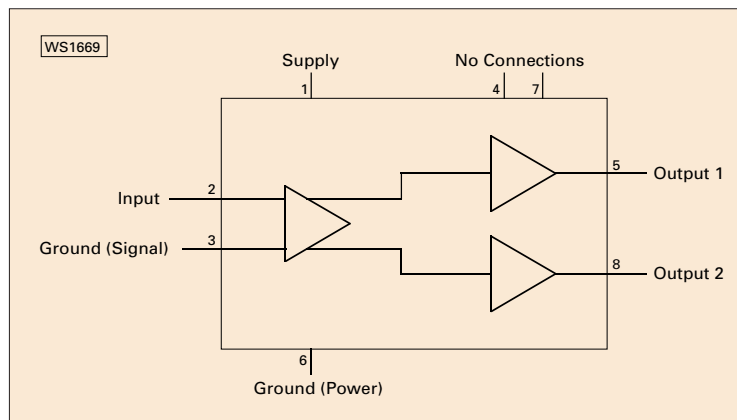 WS1669
Supply
No Connections
1
4
7
Input
2
5
Output 1
Ground (Signal)
3
8
Output 2
6
Ground (Power)